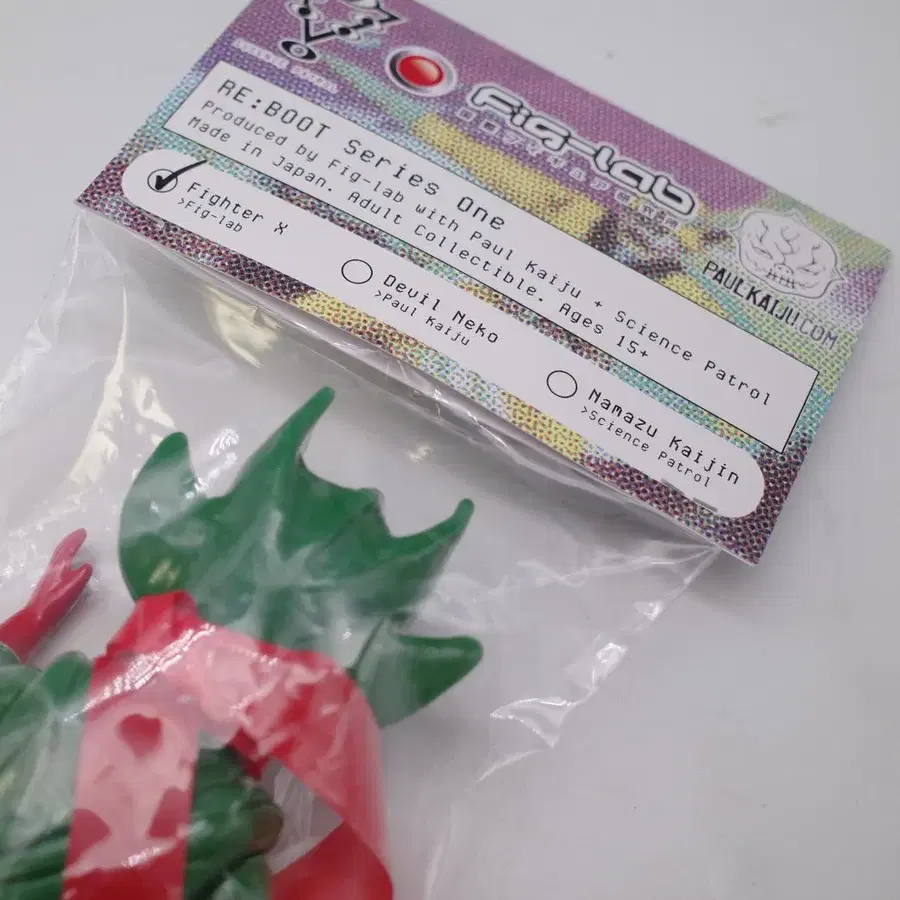 Fig-lab
RE:BOOT Series One
Produced by Fig-lab with Paul Kaiju + Science Patrol
Made in Japan. Adult Collectible. Ages 15+
PAULKAIJU.COM
Fighter X
>Fig-lab
Devil Neko
>Paul Kaiju
Namazu Kaijin
>Science Patrol